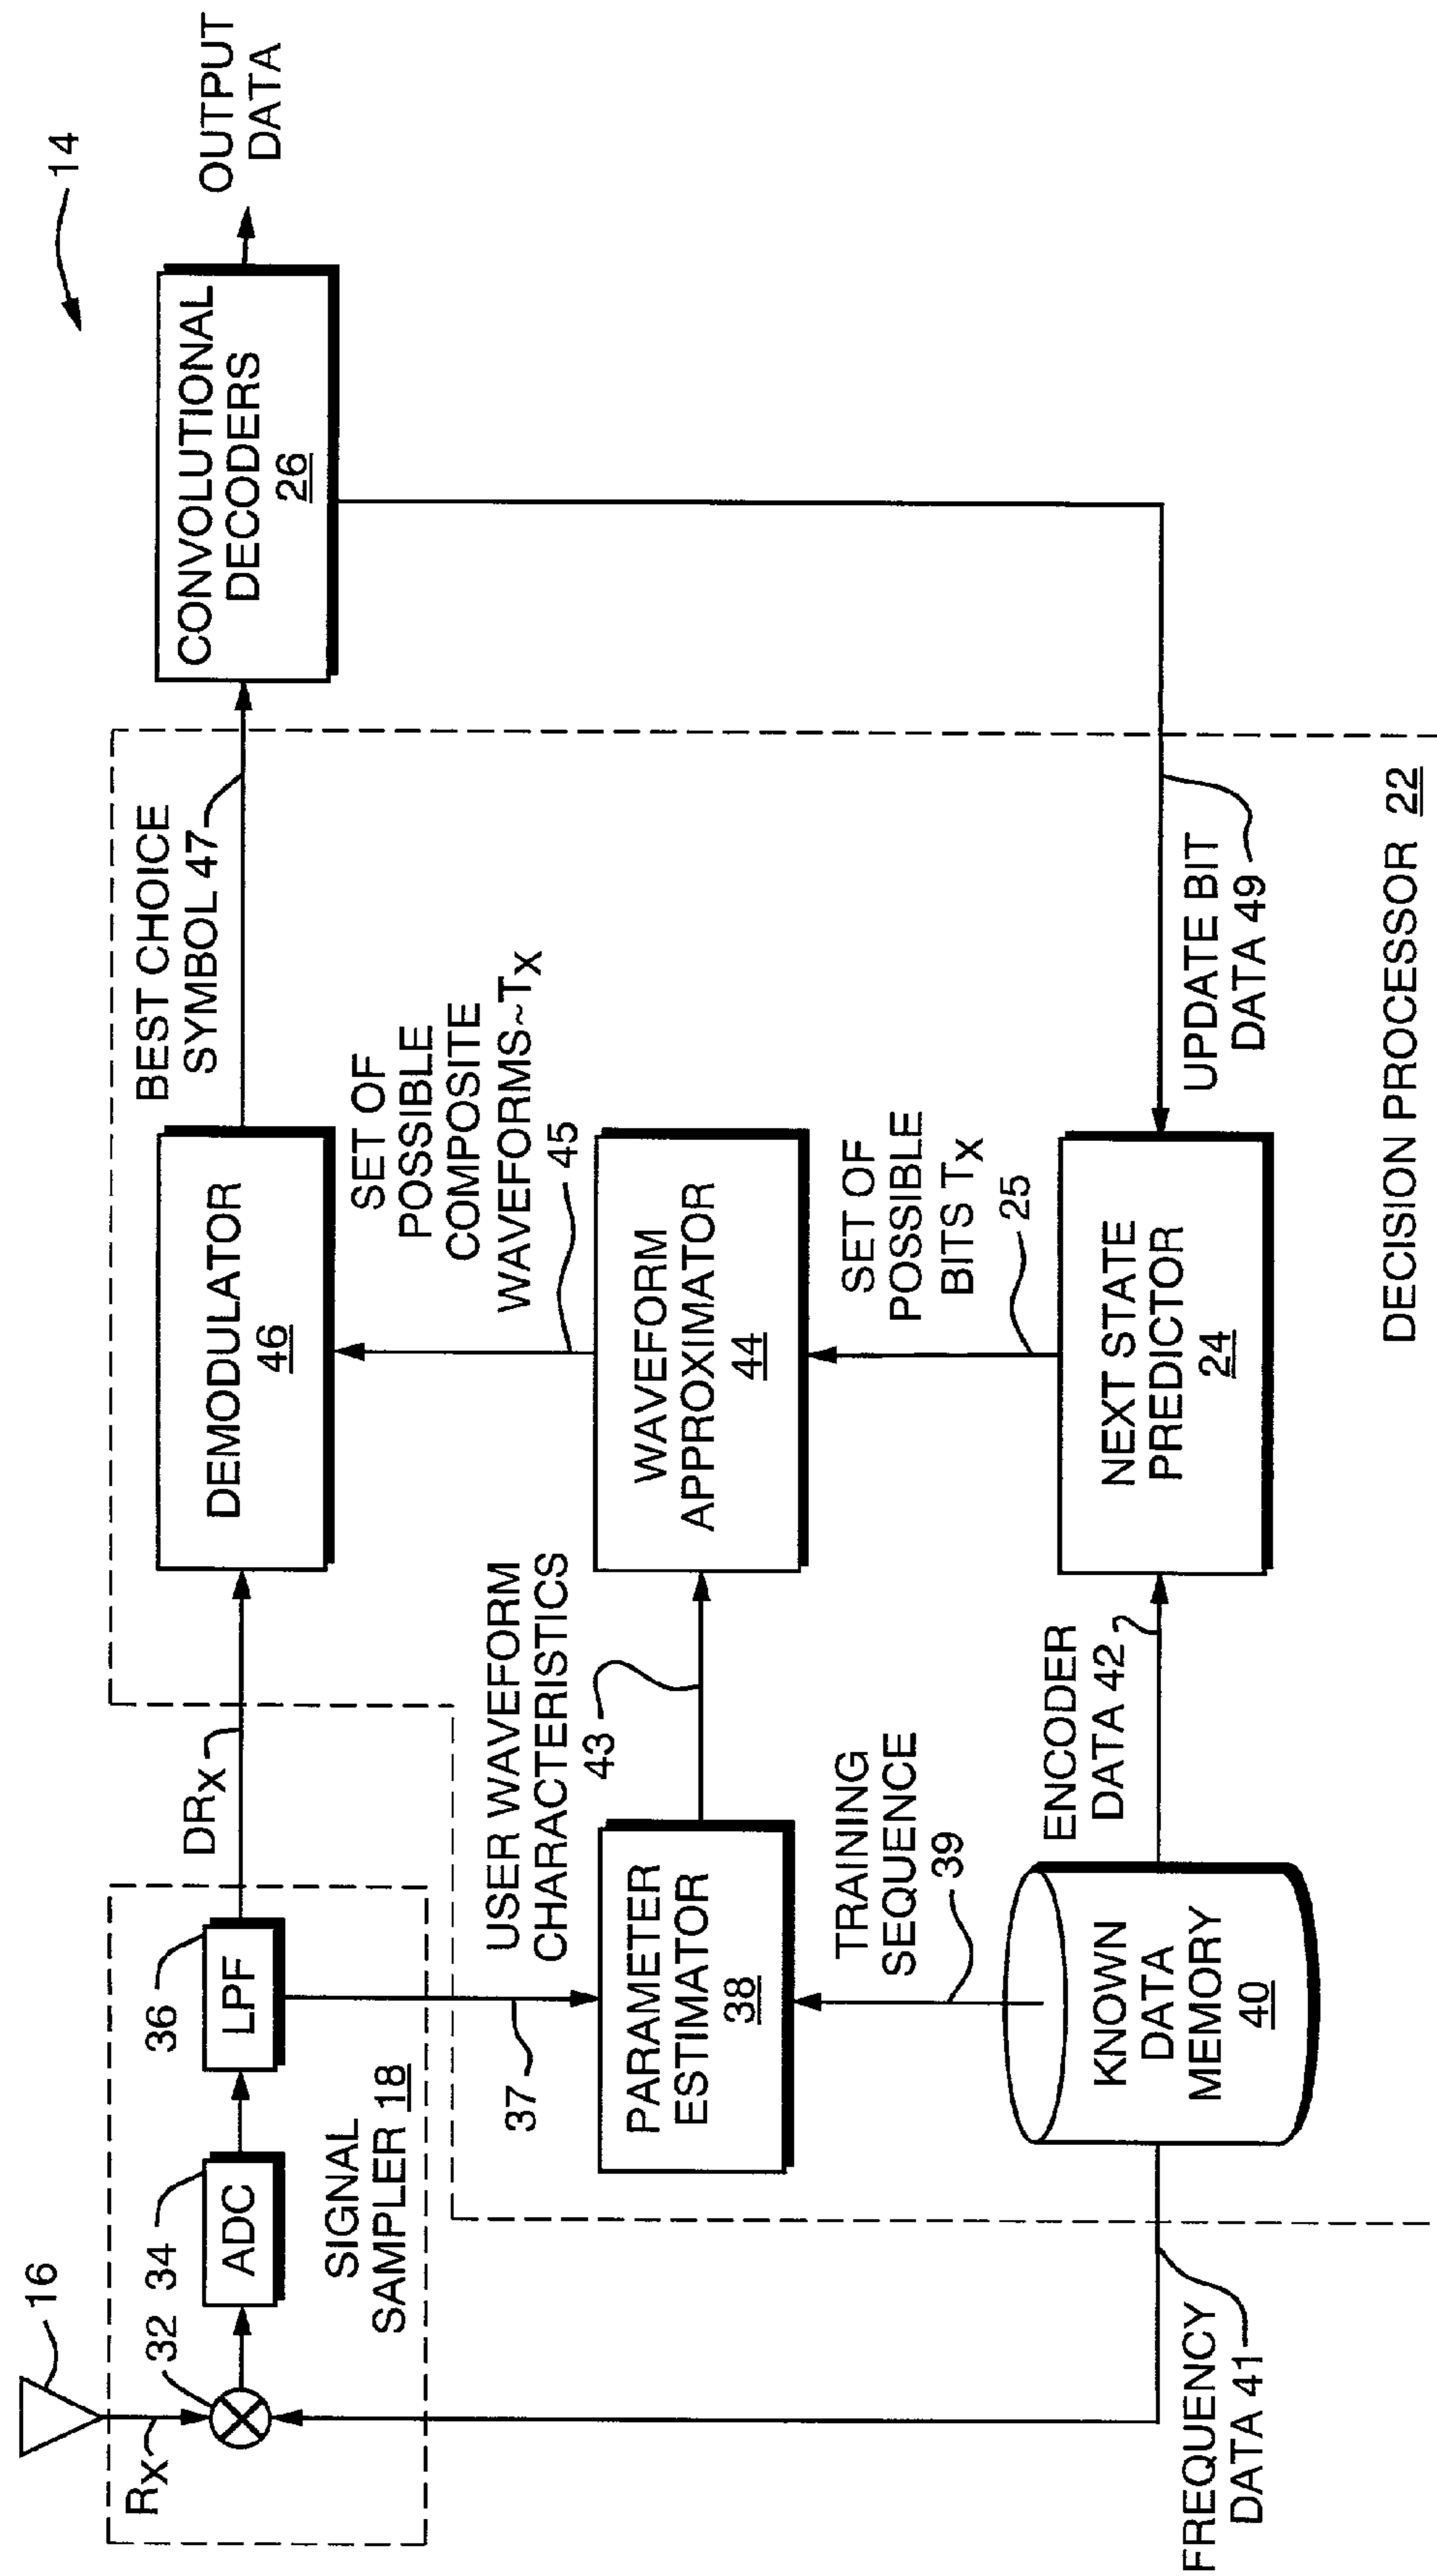 14
16
Rx
32
34
ADC
36
LPF
SIGNAL
SAMPLER 18
DRx
DEMODULATOR
46
BEST CHOICE
SYMBOL 47
CONVOLUTIONAL
DECODERS
26
OUTPUT
DATA
37
PARAMETER
ESTIMATOR
38
USER WAVEFORM
CHARACTERISTICS
43
WAVEFORM
APPROXIMATOR
44
SET OF
POSSIBLE
COMPOSITE
WAVEFORMS~Tx
45
TRAINING
SEQUENCE
39
SET OF
POSSIBLE
BITS Tx
25
FREQUENCY
DATA 41
KNOWN
DATA
MEMORY
40
ENCODER
DATA 42
NEXT STATE
PREDICTOR
24
UPDATE BIT
DATA 49
DECISION PROCESSOR 22